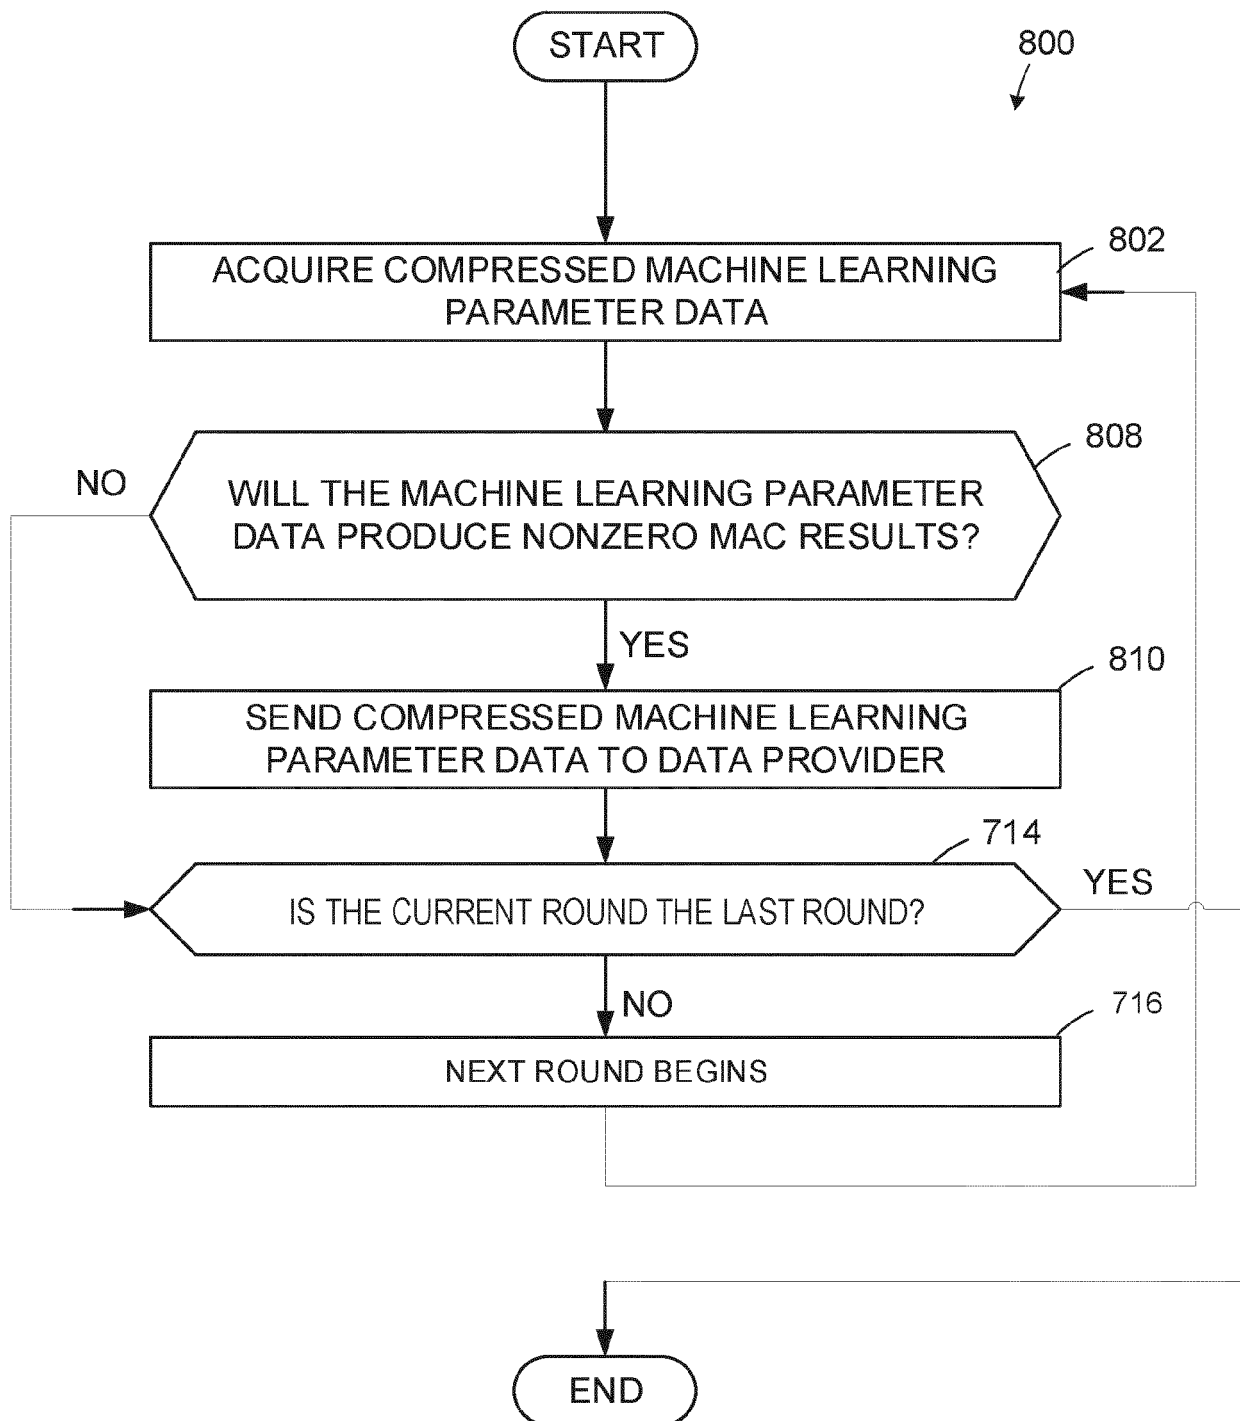 START
800
802
ACQUIRE COMPRESSED MACHINE LEARNING
PARAMETER DATA
808
NO
WILL THE MACHINE LEARNING PARAMETER
DATA PRODUCE NONZERO MAC RESULTS?
YES
810
SEND COMPRESSED MACHINE LEARNING
PARAMETER DATA TO DATA PROVIDER
714
YES
IS THE CURRENT ROUND THE LAST ROUND?
NO
716
NEXT ROUND BEGINS
END